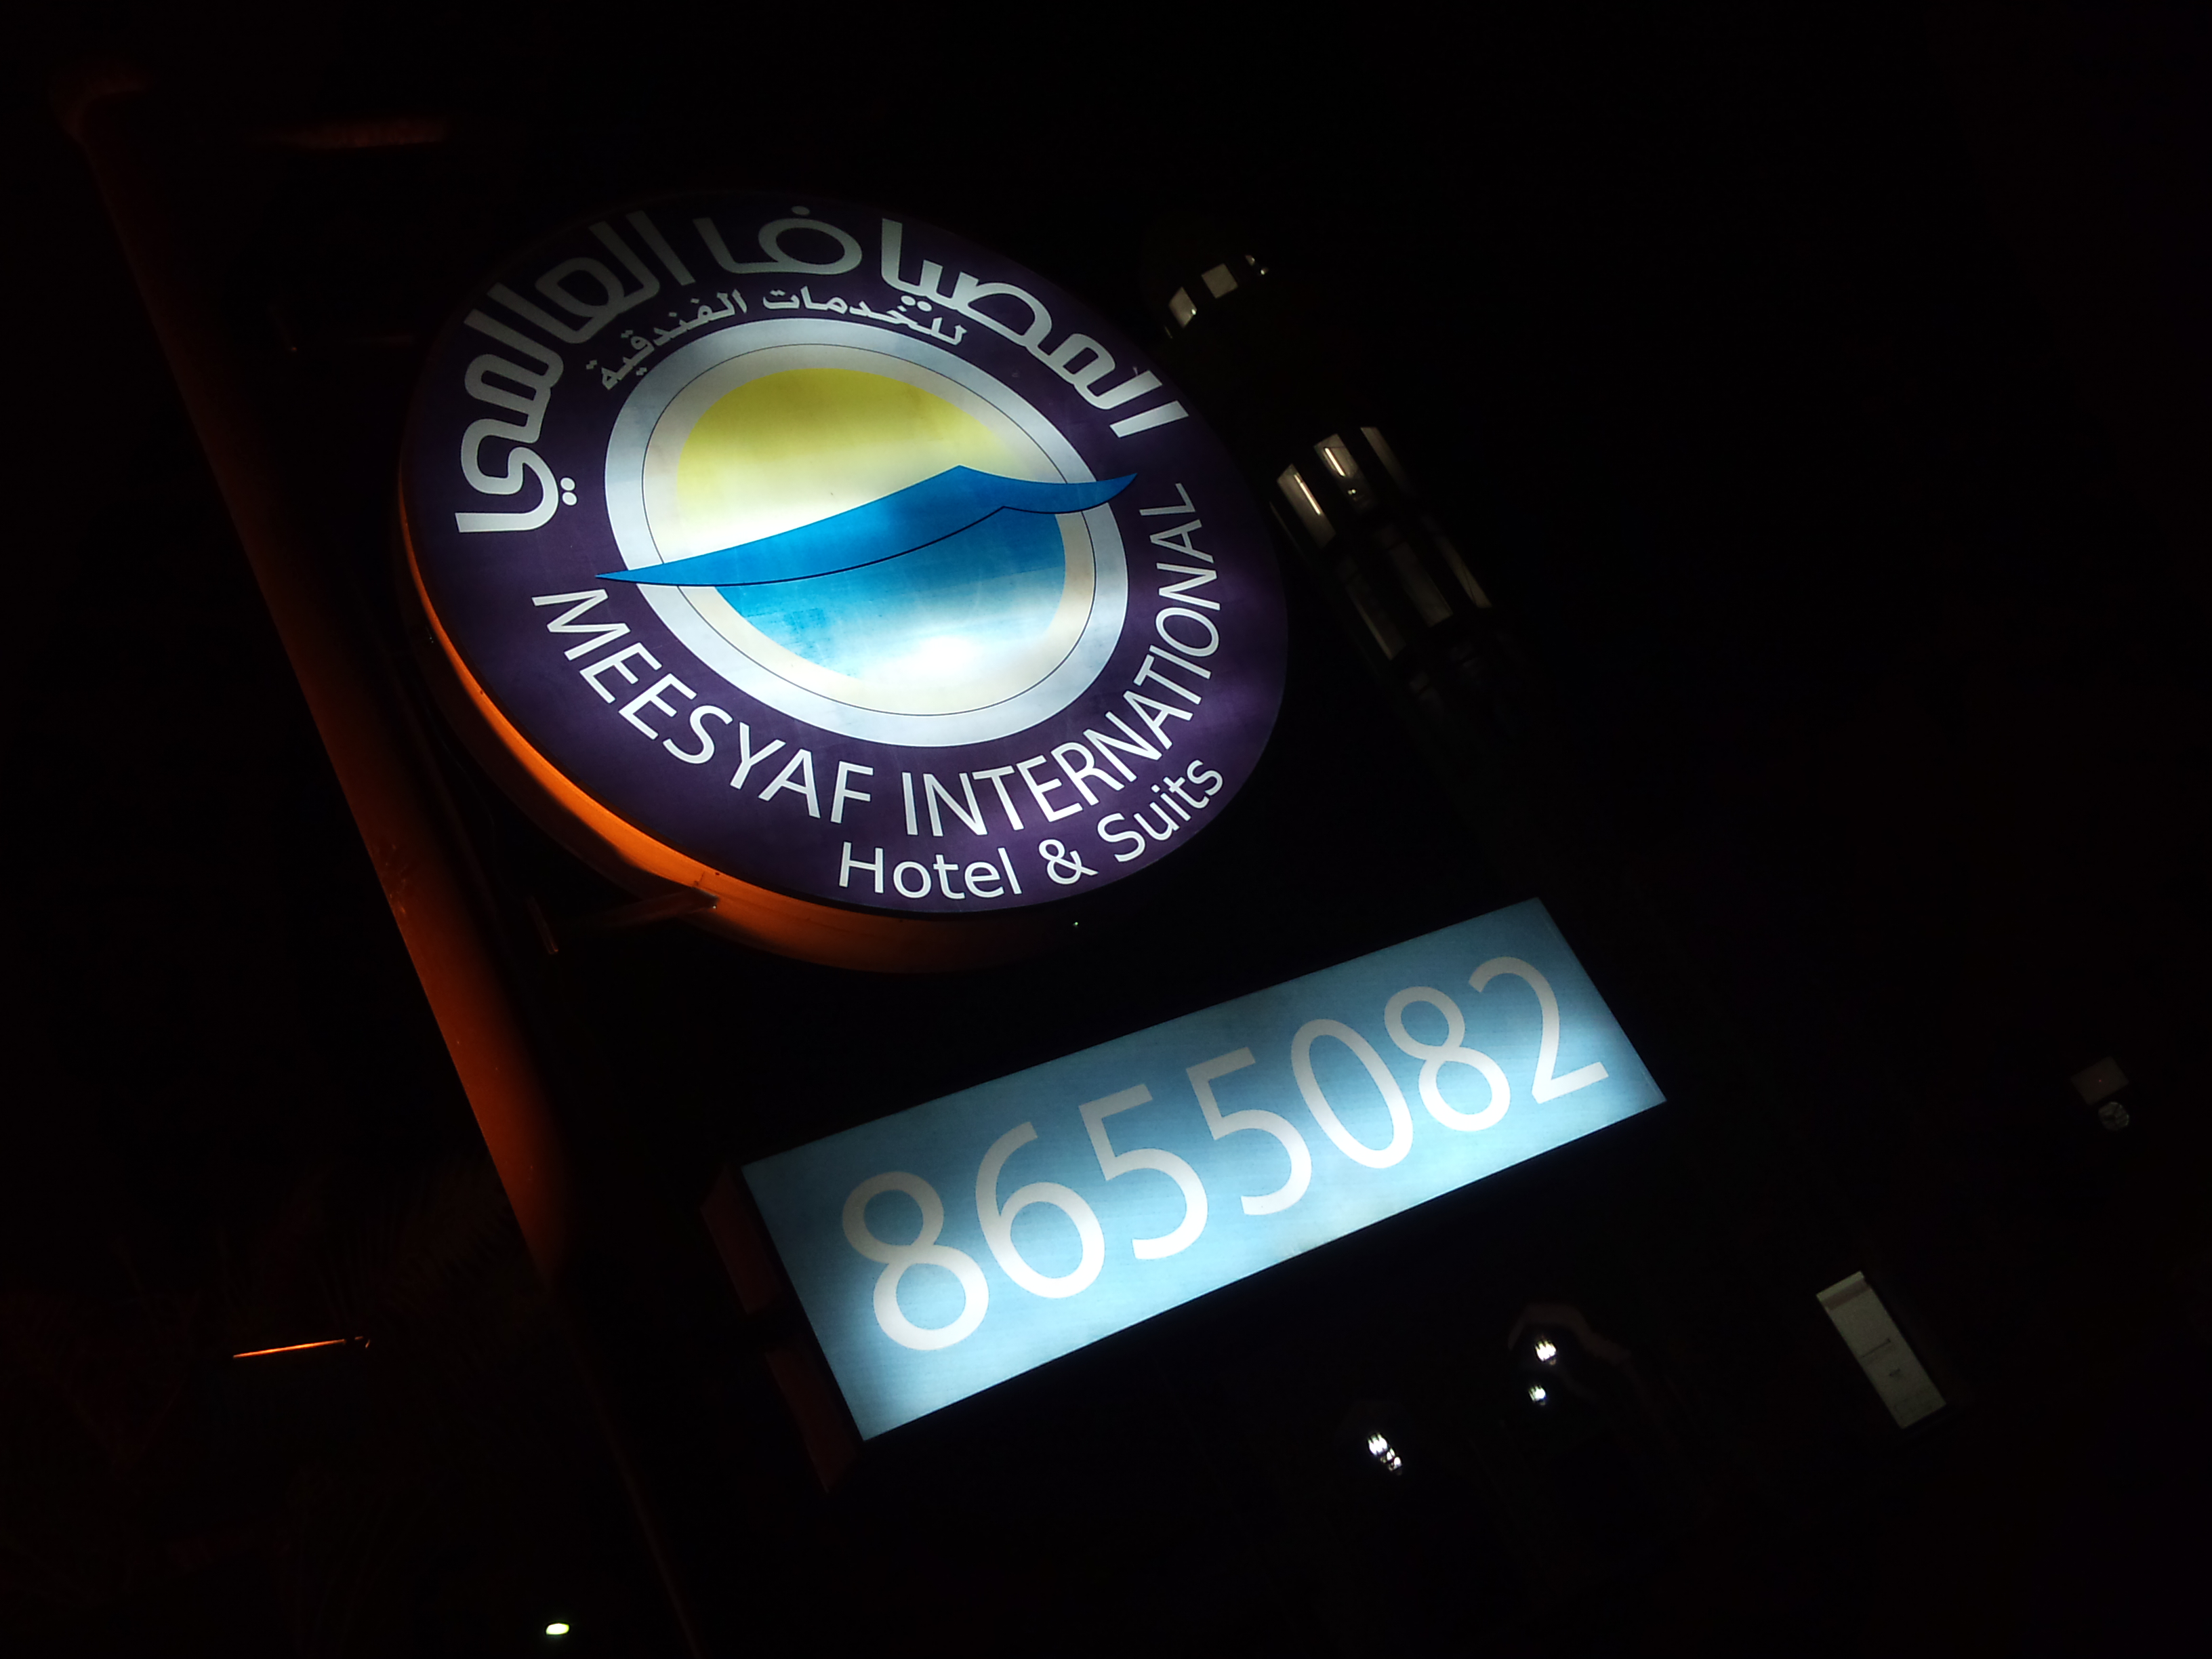 المصياف العالمي
للخدمات الفندقية
MEESYAF INTERNATIONAL
Hotel & Suits
8655082